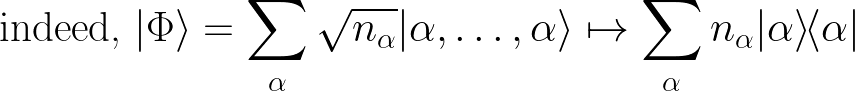 indeed, |Φ⟩ = ∑_α √n_α |α, . . . , α⟩ ↦ ∑_α n_α |α⟩⟨α|